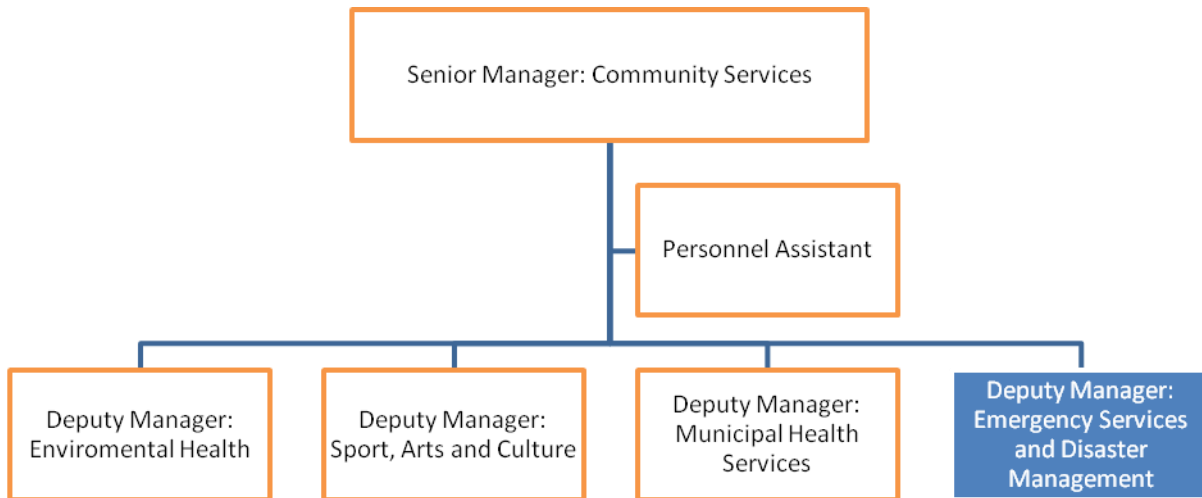 Senior Manager: Community Services
Personnel Assistant
Deputy Manager:
Enviromental Health
Deputy Manager:
Sport, Arts and Culture
Deputy Manager:
Municipal Health
Services
Deputy Manager:
Emergency Services
and Disaster
Management